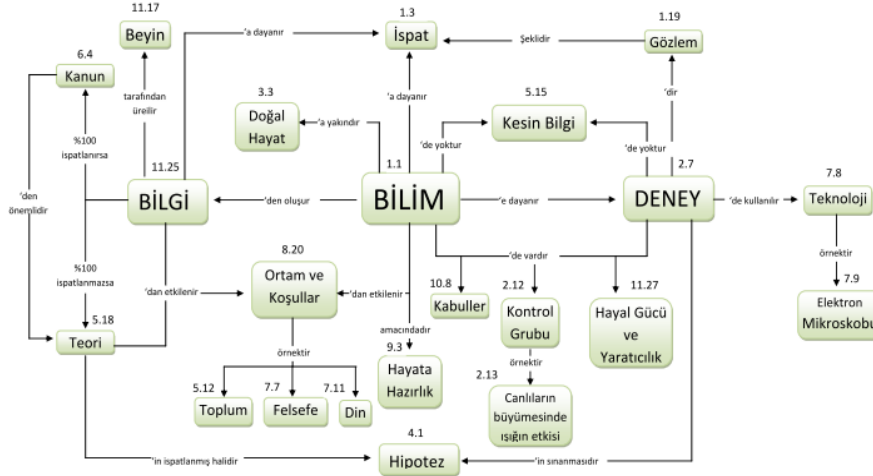 11.17
Beyin
1.3
İspat
1.19
Gözlem
'a dayanır
Şeklidir
6.4
Kanun
tarafından
üreilir
3.3
Doğal
Hayat
'a yakındır
'a dayanır
5.15
Kesin Bilgi
'dir
'de yoktur
'de yoktur
%100
ispatlanırsa
11.25
BİLGİ
1.1
BİLİM
2.7
DENEY
7.8
Teknoloji
'den
önemlidir
'den oluşur
'e dayanır
'de kullanılır
örnektir
7.9
Elektron
Mikroskobu
%100
ispatlanmazsa
5.18
Teori
'dan etkilenir
8.20
Ortam ve
Koşullar
'dan etkilenir
'de vardır
10.8
Kabuller
2.12
Kontrol
Grubu
11.27
Hayal Gücü
ve
Yaratıcılık
amacındadır
9.3
Hayata
Hazırlık
örnektir
5.12
Toplum
7.7
Felsefe
7.11
Din
örnektir
2.13
Canlıların
büyümesinde
ışığın etkisi
'in ispatlanmış halidir
4.1
Hipotez
'in sınanmasıdır